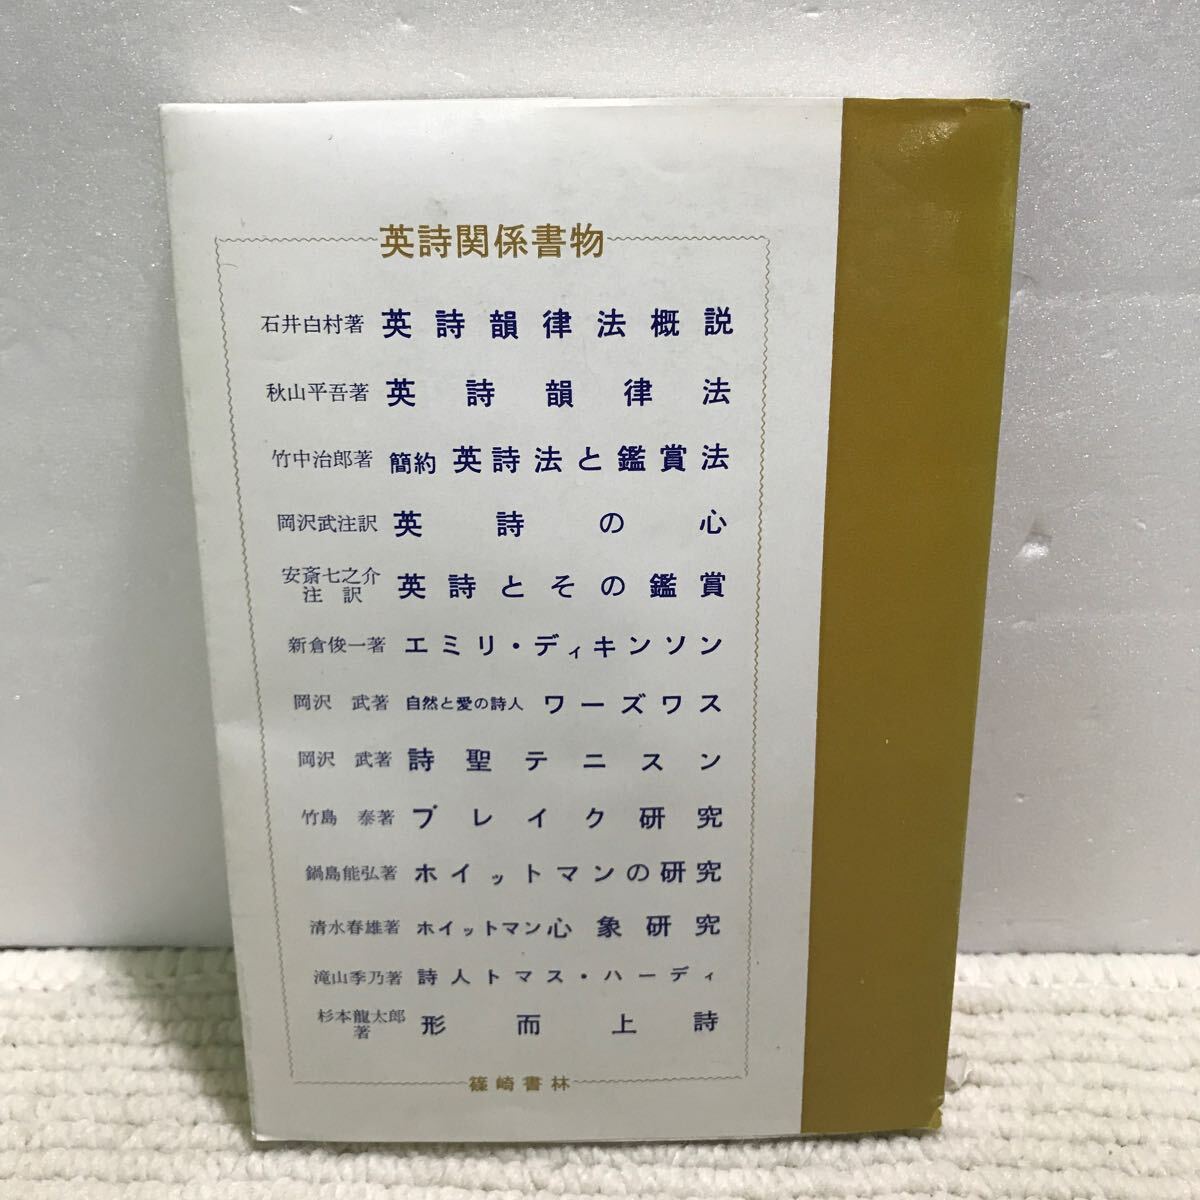 英詩関係書物
石井白村著 英詩韻律法概説
秋山平吾著 英詩韻律法
竹中治郎著 簡約 英詩法と鑑賞法
岡沢武注訳 英詩の心
安斎七之介注訳 英詩とその鑑賞
新倉俊一著 エミリ・ディキンソン
岡沢 武著 自然と愛の詩人 ワーズワス
岡沢 武著 詩聖テニスン
竹島 泰著 ブレイク研究
鍋島能弘著 ホイットマンの研究
清水春雄著 ホイットマン心象研究
滝山季乃著 詩人トマス・ハーディ
杉本龍太郎著 形而上詩
篠崎書林